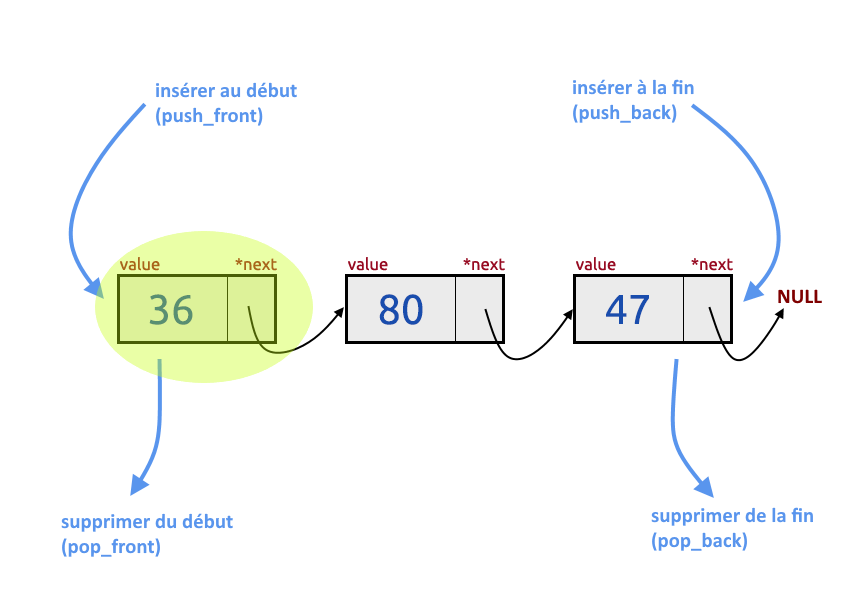 insérer au début
(push_front)
insérer à la fin
(push_back)
value *next
value *next
value *next
36
80
47
NULL
supprimer du début
(pop_front)
supprimer de la fin
(pop_back)